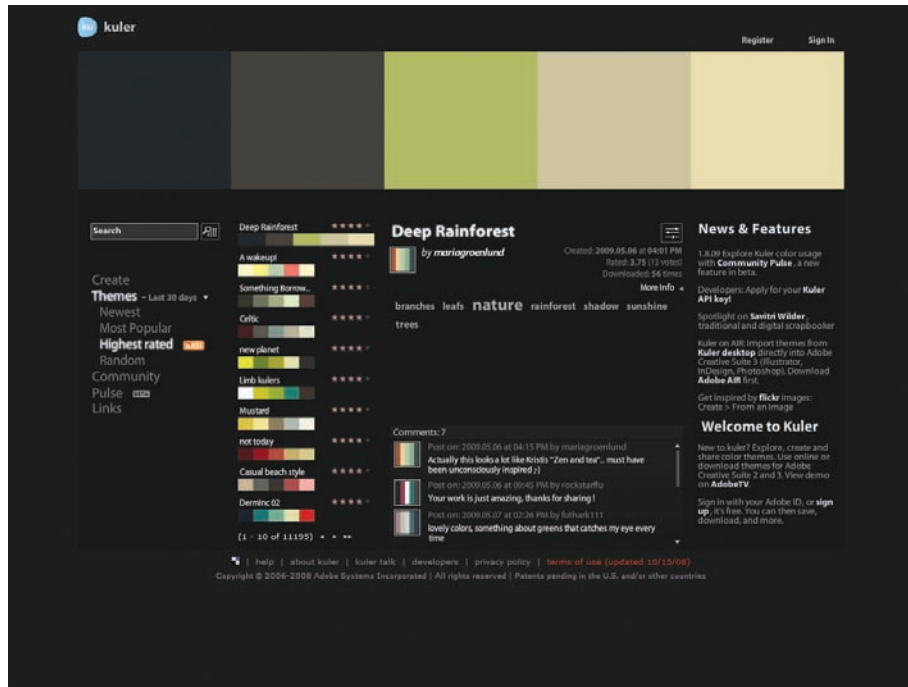 ku kuler
Register Sign In
Search
Create
Themes - Last 30 days
Newest
Most Popular
Highest rated
Random
Community
Pulse BETA
Links
Deep Rainforest
A wakeup!
Something Borrow...
Celtic
new planet
Limb kulers
Mustard
not today
Casual beach style
Derminc 02
(1 - 10 of 11195)
Deep Rainforest
by mariagroenlund
Created: 2009.05.06 at 04:01 PM
Rated: 3.75 (13 votes)
Downloaded: 56 times
More Info
branches leafs nature rainforest shadow sunshine
trees
Comments: 7
Post on: 2009.05.06 at 04:15 PM by mariagroenlund
Actually this looks a lot like Kristis "Zen and tea".. must have
been unconsciously inspired ;)
Post on: 2009.05.06 at 09:45 PM by rockstarflu
Your work is just amazing, thanks for sharing !
Post on: 2009.05.07 at 02:26 PM by futhark111
lovely colors, something about greens that catches my eye every
time
News & Features
1.8.09 Explore Kuler color usage
with Community Pulse, a new
feature in beta.
Developers: Apply for your Kuler
API key!
Spotlight on Savitri Wilder,
traditional and digital scrapbooker
Kuler on AIR: Import themes from
Kuler desktop directly into Adobe
Creative Suite 3 (Illustrator,
InDesign, Photoshop). Download
Adobe AIR first.
Get inspired by flickr images:
Create > From an Image
Welcome to Kuler
New to kuler? Explore, create and
share color themes. Use online or
download themes for Adobe
Creative Suite 2 and 3. View demo
on AdobeTV.
Sign in with your Adobe ID, or sign
up, it's free. You can then save,
download, and more.
| help | about kuler | kuler talk | developers | privacy policy | terms of use (updated 10/15/08)
Copyright © 2006-2008 Adobe Systems Incorporated | All rights reserved | Patents pending in the U.S. and/or other countries